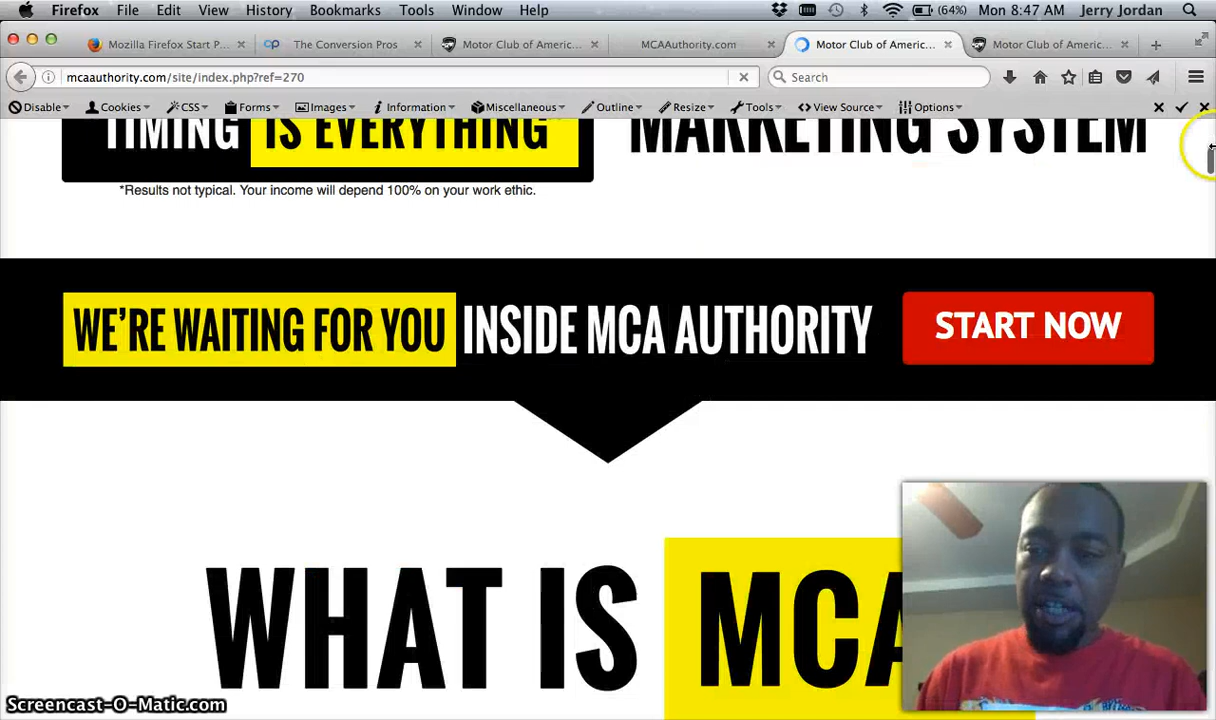 Firefox File Edit View History Bookmarks Tools Window Help (64%) Mon 8:47 AM Jerry Jordan
Mozilla Firefox Start P... The Conversion Pros Motor Club of Americ... MCAAuthority.com Motor Club of Americ... Motor Club of Americ...
mcaauthority.com/site/index.php?ref=270 Search
Disable Cookies CSS Forms Images Information Miscellaneous Outline Resize Tools View Source Options
TIMING IS EVERYTHING* MARKETING SYSTEM
*Results not typical. Your income will depend 100% on your work ethic.
WE'RE WAITING FOR YOU INSIDE MCA AUTHORITY START NOW
WHAT IS MCA
Screencast-O-Matic.com